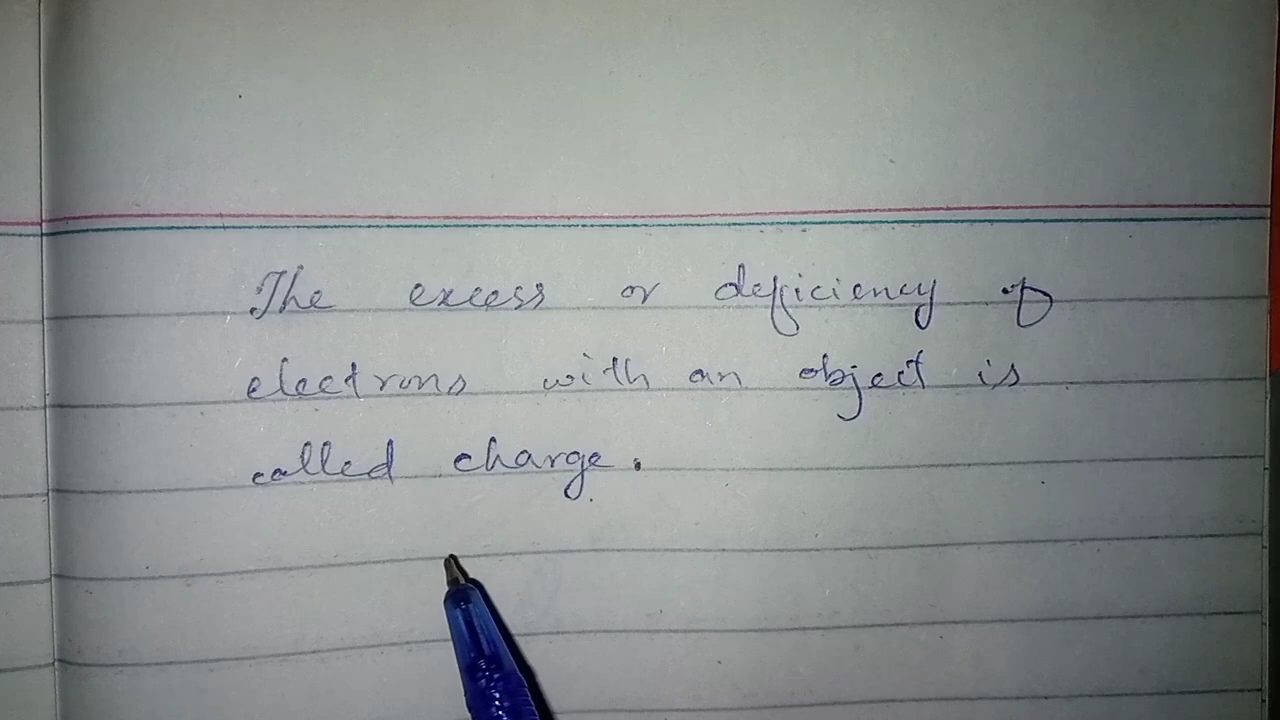 The excess or deficiency of
electrons with an object is
called charge.